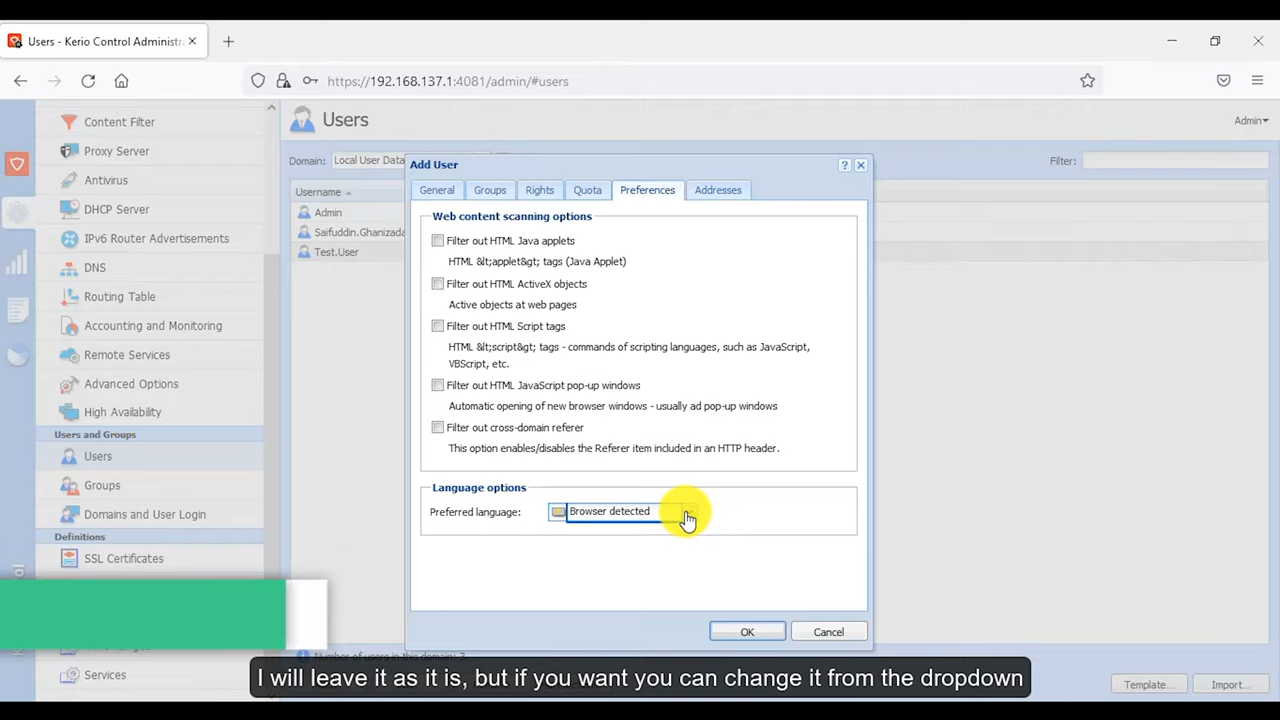 Users - Kerio Control Administra
https://192.168.137.1:4081/admin/#users
Content Filter
Proxy Server
Antivirus
DHCP Server
IPv6 Router Advertisements
DNS
Routing Table
Accounting and Monitoring
Remote Services
Advanced Options
High Availability
Users and Groups
Users
Groups
Domains and User Login
Definitions
SSL Certificates
Services
Users
Admin
Domain: Local User Data
Filter:
Username
Admin
Saifuddin.Ghanizada
Test.User
Add User
General Groups Rights Quota Preferences Addresses
Web content scanning options
Filter out HTML Java applets
HTML &lt;applet&gt; tags (Java Applet)
Filter out HTML ActiveX objects
Active objects at web pages
Filter out HTML Script tags
HTML &lt;script&gt; tags - commands of scripting languages, such as JavaScript,
VBScript, etc.
Filter out HTML JavaScript pop-up windows
Automatic opening of new browser windows - usually ad pop-up windows
Filter out cross-domain referer
This option enables/disables the Referer item included in an HTTP header.
Language options
Preferred language: Browser detected
OK Cancel
Number of users in this domain: 3
Template... Import...
I will leave it as it is, but if you want you can change it from the dropdown